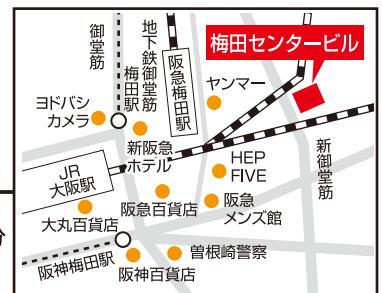 梅田センタービル
御堂筋
地下鉄御堂筋
梅田駅
阪急梅田駅
ヤンマー
ヨドバシ
カメラ
新阪急
ホテル
HEP
FIVE
新御堂筋
JR
大阪駅
阪急百貨店
阪急
メンズ館
大丸百貨店
曽根崎警察
阪神梅田駅
阪神百貨店
分